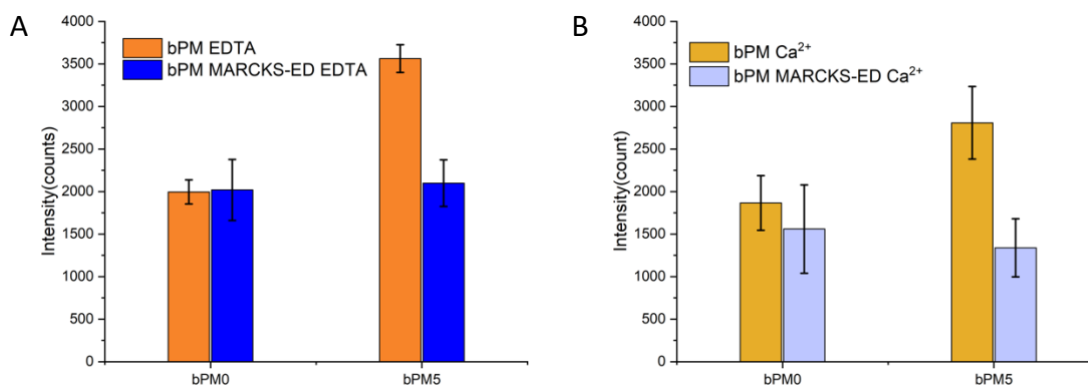 A
bPM EDTA
bPM MARCKS-ED EDTA
Intensity(counts)
4000
3500
3000
2500
2000
1500
1000
500
0
bPM0
bPM5
B
bPM Ca²⁺
bPM MARCKS-ED Ca²⁺
Intensity(count)
4000
3500
3000
2500
2000
1500
1000
500
0
bPM0
bPM5